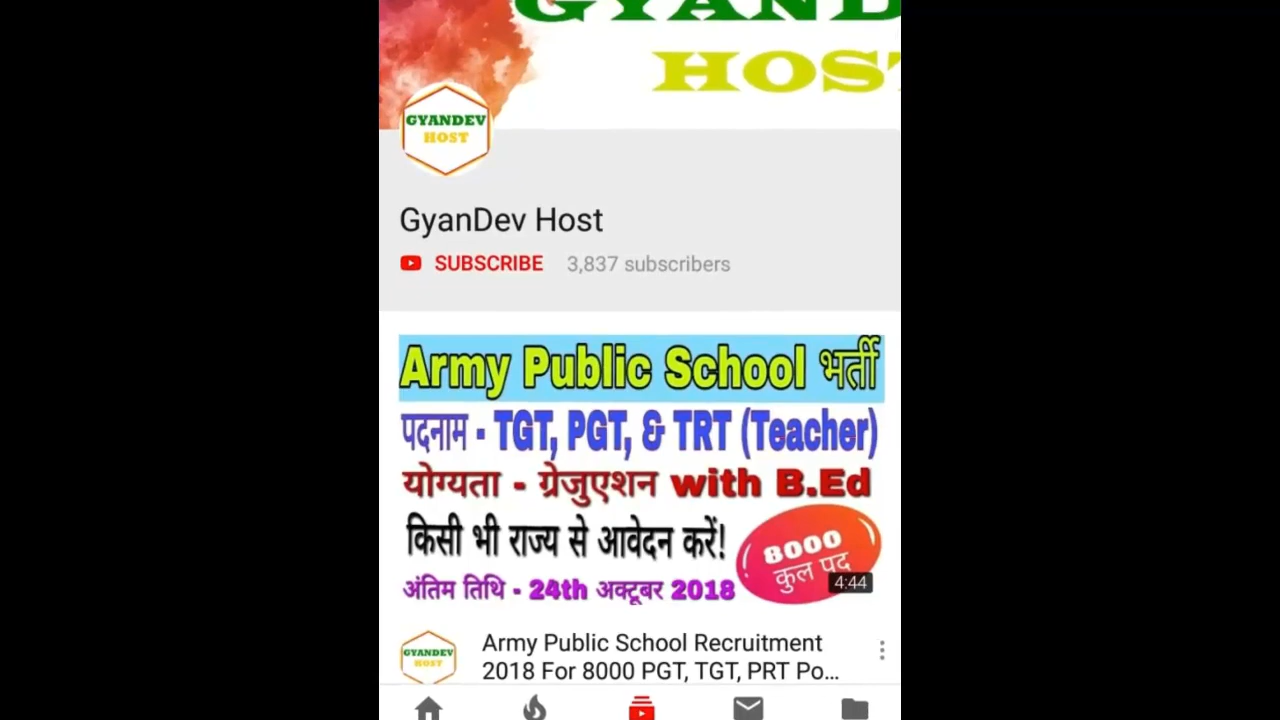 GYAND
HOST
GYANDEV
HOST
GyanDev Host
SUBSCRIBE 3,837 subscribers
Army Public School भर्ती
पदनाम - TGT, PGT, & TRT (Teacher)
योग्यता - ग्रेजुएशन with B.Ed
किसी भी राज्य से आवेदन करें!
8000
कुल पद
अंतिम तिथि - 24th अक्टूबर 2018
4:44
GYANDEV
HOST
Army Public School Recruitment
2018 For 8000 PGT, TGT, PRT Po...